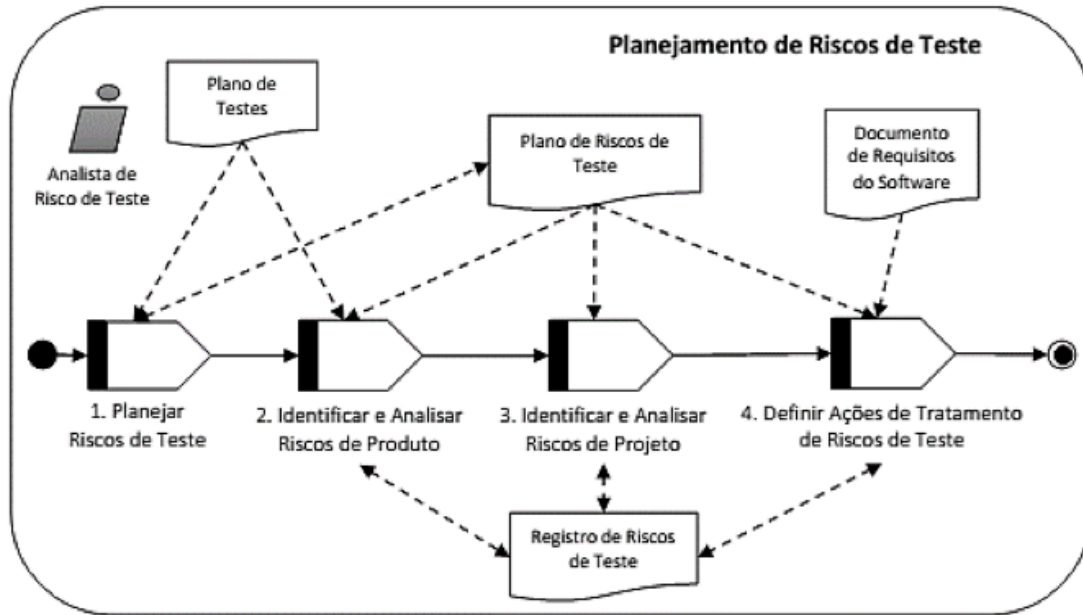 Planejamento de Riscos de Teste
Plano de
Testes
Analista de
Risco de Teste
Plano de Riscos de
Teste
Documento
de Requisitos
do Software
1. Planejar
Riscos de Teste
2. Identificar e Analisar
Riscos de Produto
3. Identificar e Analisar
Riscos de Projeto
4. Definir Ações de Tratamento
de Riscos de Teste
Registro de Riscos
de Teste